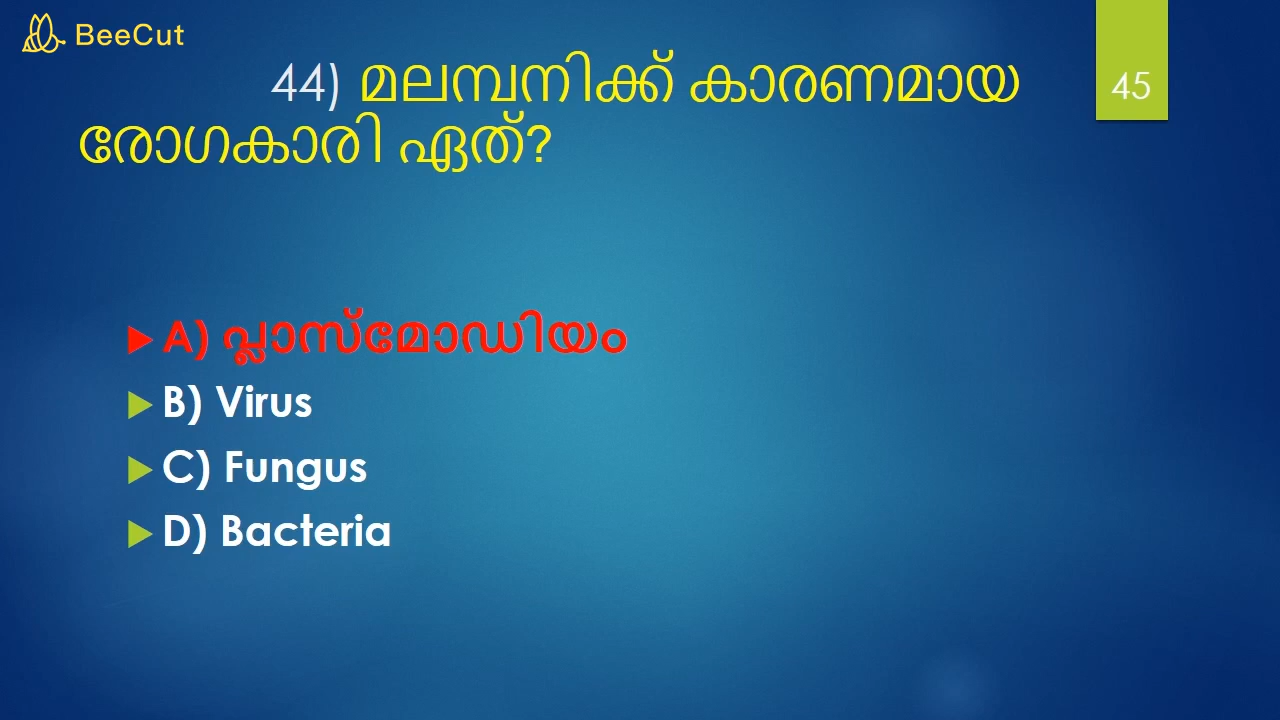 BeeCut
44) മലമ്പനിക്ക് കാരണമായ
45
രോഗകാരി ഏത്?
A) പ്ലാസ്മോഡിയം
B) Virus
C) Fungus
D) Bacteria